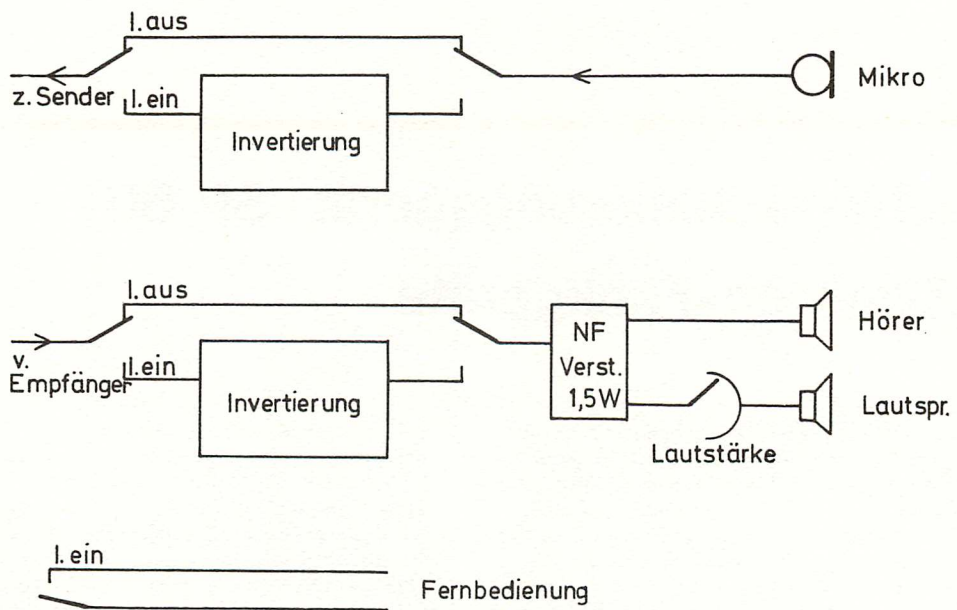 I. aus
Mikro
z. Sender
I. ein
Invertierung
I. aus
v.
Empfänger
I. ein
Invertierung
NF
Verst.
1,5W
Hörer
Lautspr.
Lautstärke
I. ein
Fernbedienung